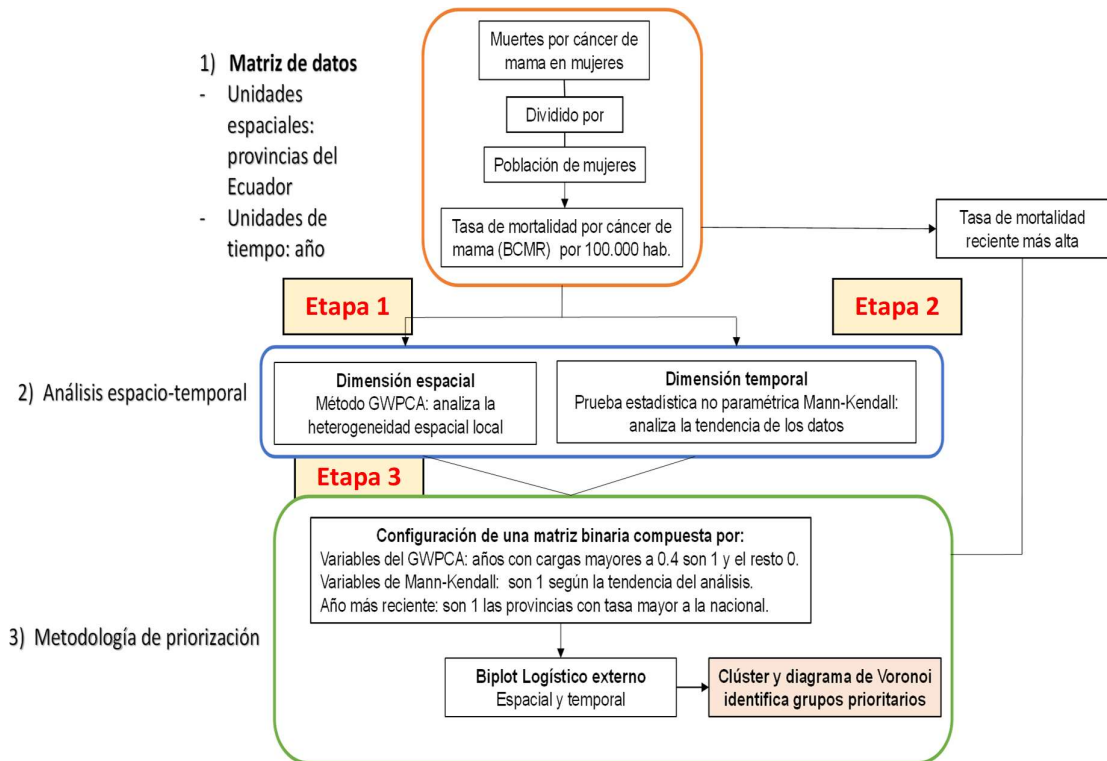 1) Matriz de datos
- Unidades
espaciales:
provincias del
Ecuador
- Unidades de
tiempo: año
Muertes por cáncer de
mama en mujeres
Dividido por
Población de mujeres
Tasa de mortalidad por cáncer de
mama (BCMR) por 100.000 hab.
Tasa de mortalidad
reciente más alta
Etapa 1
Etapa 2
2) Análisis espacio-temporal
Dimensión espacial
Método GWPCA: analiza la
heterogeneidad espacial local
Dimensión temporal
Prueba estadística no paramétrica Mann-Kendall:
analiza la tendencia de los datos
Etapa 3
3) Metodología de priorización
Configuración de una matriz binaria compuesta por:
Variables del GWPCA: años con cargas mayores a 0.4 son 1 y el resto 0.
Variables de Mann-Kendall: son 1 según la tendencia del análisis.
Año más reciente: son 1 las provincias con tasa mayor a la nacional.
Biplot Logístico externo
Espacial y temporal
Clúster y diagrama de Voronoi
identifica grupos prioritarios